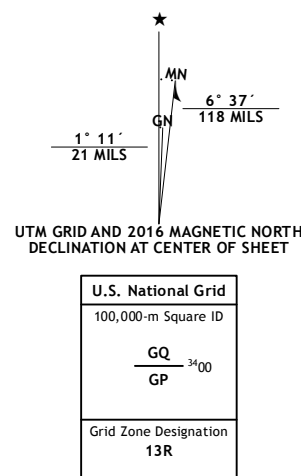 ★
MN
GN
6° 37´
118 MILS
1° 11´
21 MILS
UTM GRID AND 2016 MAGNETIC NORTH
DECLINATION AT CENTER OF SHEET
U.S. National Grid
100,000-m Square ID
GQ
GP
³⁴00
Grid Zone Designation
13R